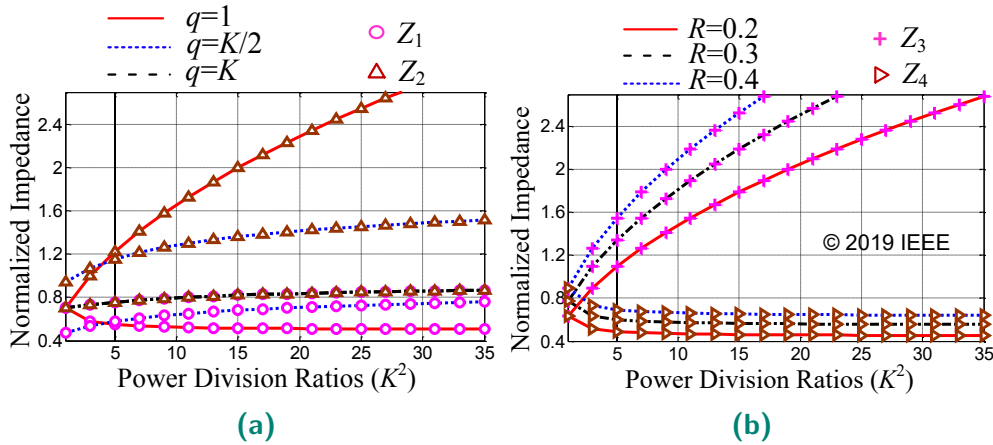 q=1
q=K/2
q=K
Z1
Z2
Normalized Impedance
2.4
2
1.6
1.2
0.8
0.4
5
10
15
20
25
30
35
Power Division Ratios (K²)
(a)
R=0.2
R=0.3
R=0.4
Z3
Z4
Normalized Impedance
2.4
2
1.6
1.2
0.8
0.4
© 2019 IEEE
5
10
15
20
25
30
35
Power Division Ratios (K²)
(b)